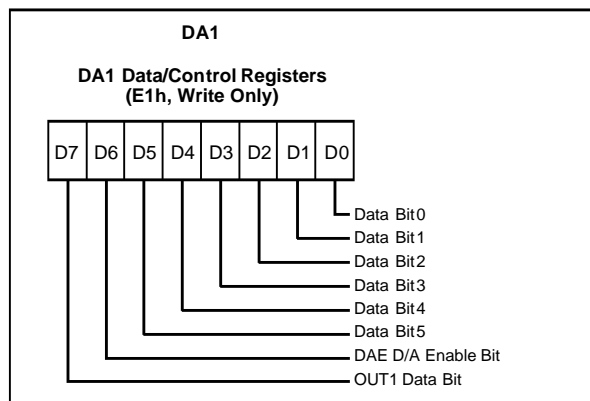 DA1
DA1 Data/Control Registers
(E1h, Write Only)
D7 D6 D5 D4 D3 D2 D1 D0
Data Bit0
Data Bit1
Data Bit2
Data Bit3
Data Bit4
Data Bit5
DAE D/A Enable Bit
OUT1 Data Bit